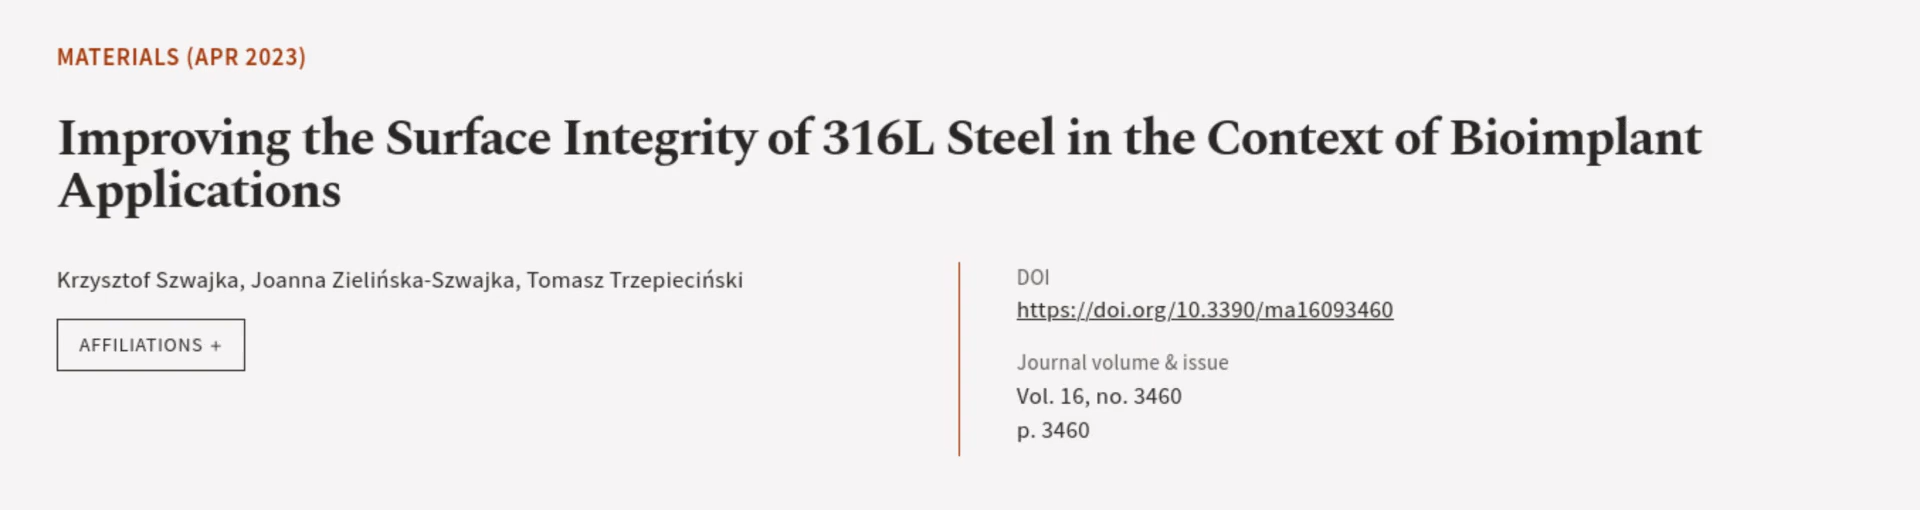 MATERIALS (APR 2023)
Improving the Surface Integrity of 316L Steel in the Context of Bioimplant
Applications
Krzysztof Szwajka, Joanna Zielińska-Szwajka, Tomasz Trzepieciński
AFFILIATIONS +
DOI
https://doi.org/10.3390/ma16093460
Journal volume & issue
Vol. 16, no. 3460
p. 3460